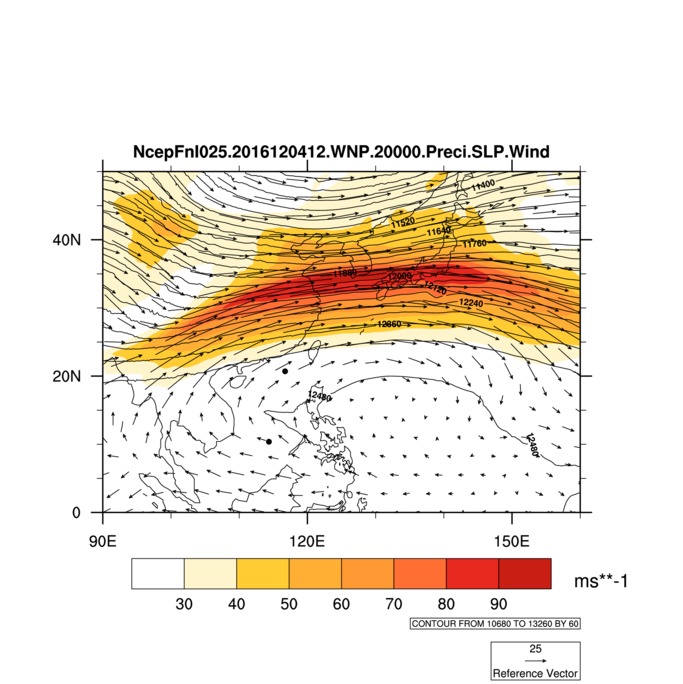 NcepFnl025.2016120412.WNP.20000.Preci.SLP.Wind
11400
11520
11640
40N
11760
11880
12000
12120
12240
12360
20N
12480
12480
0
90E
120E
150E
30
40
50
60
70
80
90
ms**-1
CONTOUR FROM 10680 TO 13260 BY 60
25
Reference Vector